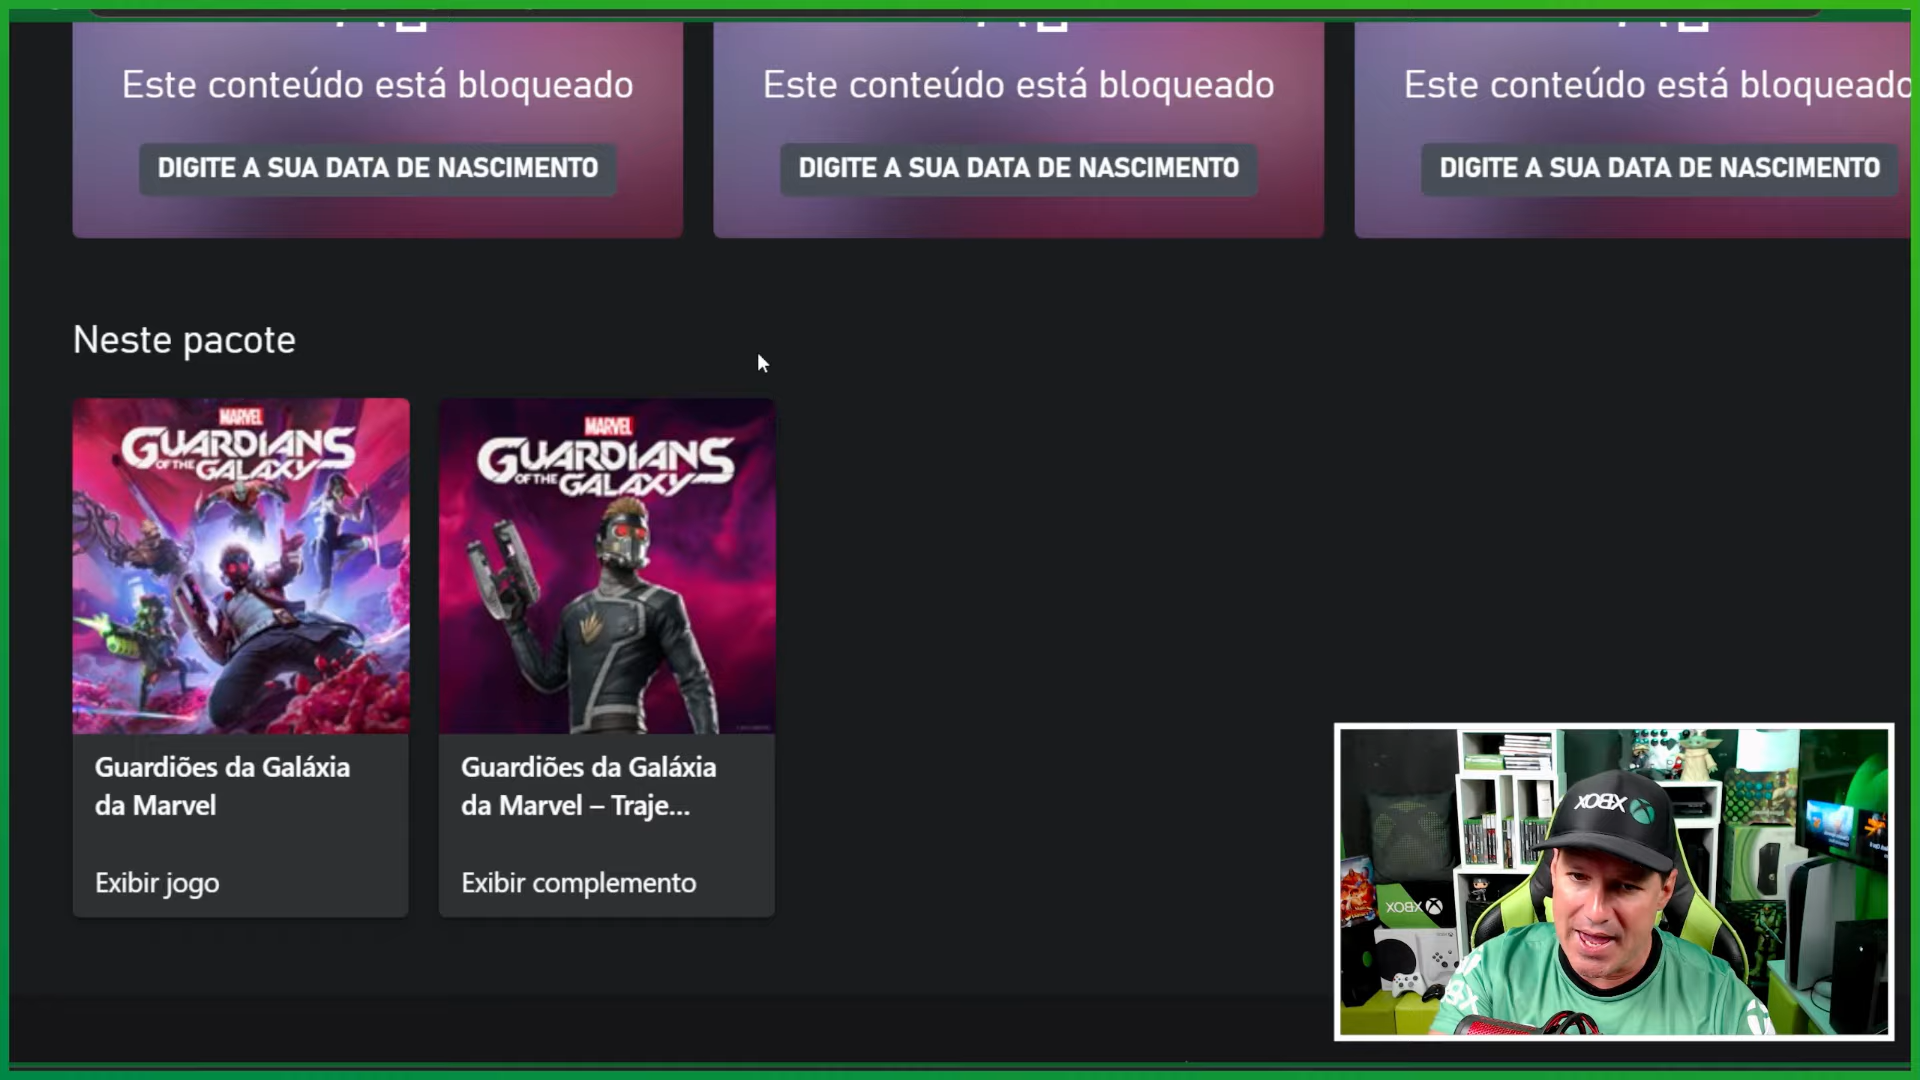 Este conteúdo está bloqueado
DIGITE A SUA DATA DE NASCIMENTO
Este conteúdo está bloqueado
DIGITE A SUA DATA DE NASCIMENTO
Este conteúdo está bloqueado
DIGITE A SUA DATA DE NASCIMENTO
Neste pacote
MARVEL
GUARDIANS
OF THE
GALAXY
Guardiões da Galáxia
da Marvel
Exibir jogo
MARVEL
GUARDIANS
OF THE
GALAXY
Guardiões da Galáxia
da Marvel – Traje...
Exibir complemento
XBOX
XBOX